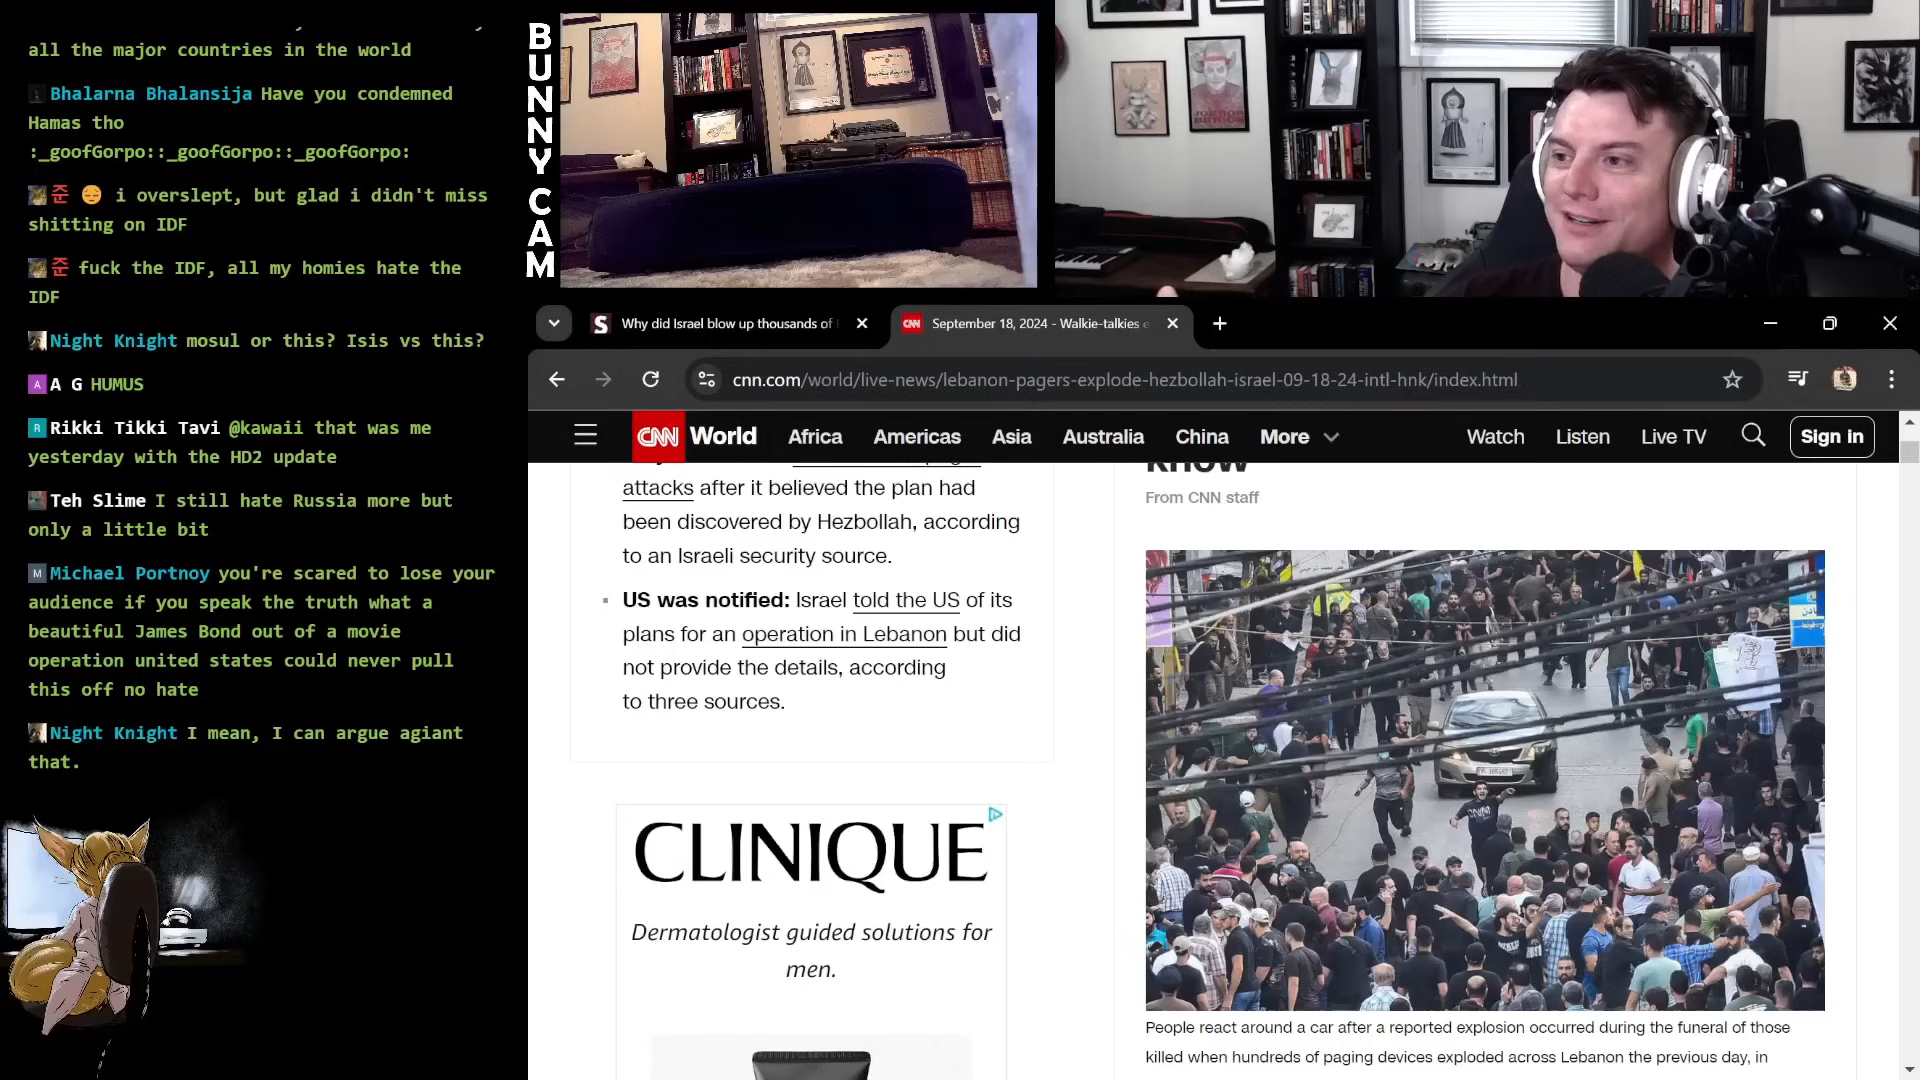 all the major countries in the world
Bhalarna Bhalansija Have you condemned
Hamas tho
:_goofGorpo::_goofGorpo::_goofGorpo:
준 i overslept, but glad i didn't miss
shitting on IDF
준 fuck the IDF, all my homies hate the
IDF
Night Knight mosul or this? Isis vs this?
A A G HUMUS
R Rikki Tikki Tavi @kawaii that was me
yesterday with the HD2 update
Teh Slime I still hate Russia more but
only a little bit
M Michael Portnoy you're scared to lose your
audience if you speak the truth what a
beautiful James Bond out of a movie
operation united states could never pull
this off no hate
Night Knight I mean, I can argue agiant
that.
BUNNY CAM
S Why did Israel blow up thousands of
CNN September 18, 2024 - Walkie-talkies e
cnn.com/world/live-news/lebanon-pagers-explode-hezbollah-israel-09-18-24-intl-hnk/index.html
CNN World Africa Americas Asia Australia China More Watch Listen Live TV Sign in
attacks after it believed the plan had
been discovered by Hezbollah, according
to an Israeli security source.
US was notified: Israel told the US of its
plans for an operation in Lebanon but did
not provide the details, according
to three sources.
CLINIQUE
Dermatologist guided solutions for
men.
know
From CNN staff
People react around a car after a reported explosion occurred during the funeral of those
killed when hundreds of paging devices exploded across Lebanon the previous day, in